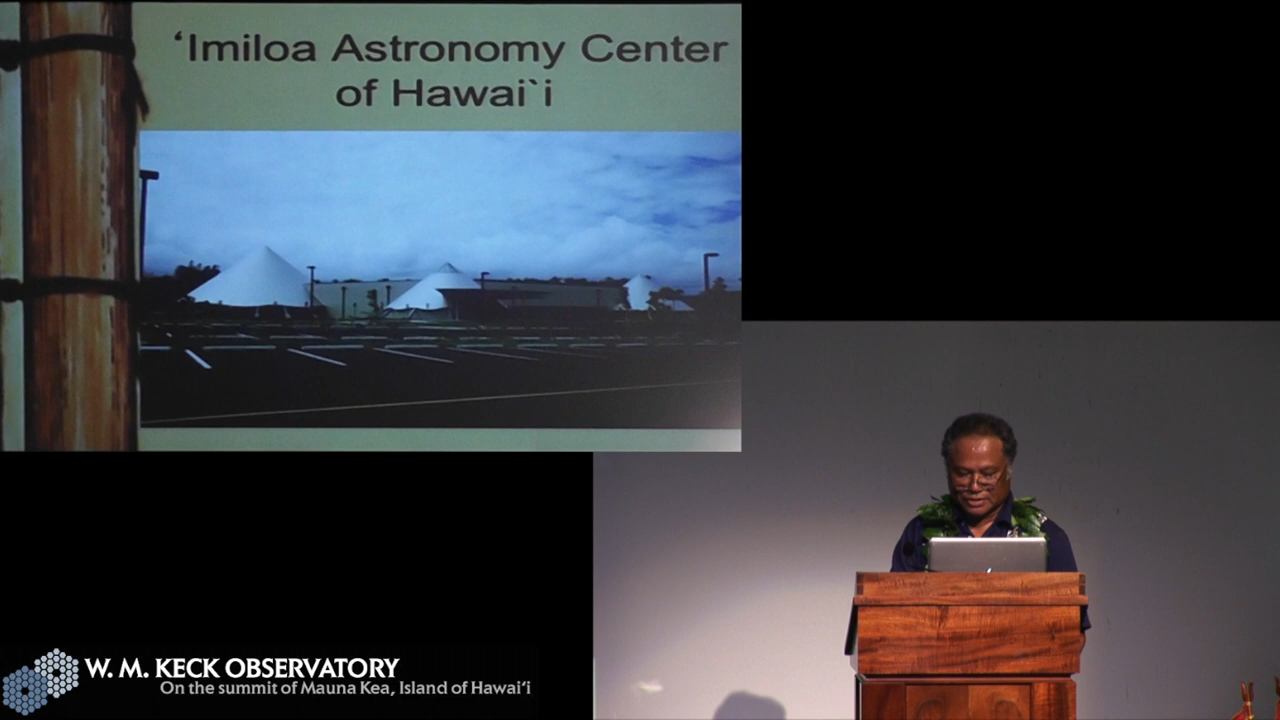 ‘Imiloa Astronomy Center
of Hawai`i
W. M. KECK OBSERVATORY
On the summit of Mauna Kea, Island of Hawai‘i